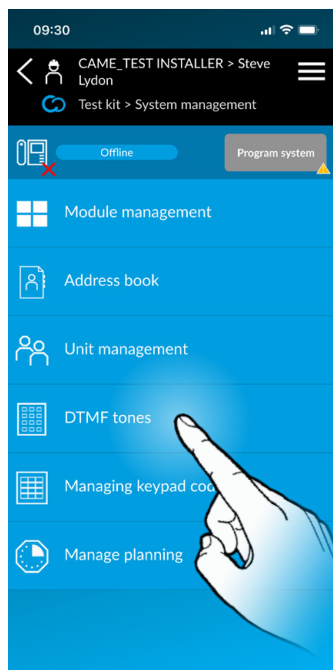 09:30
CAME_TEST INSTALLER > Steve
Lydon
Test kit > System management
Offline
Program system
Module management
Address book
Unit management
DTMF tones
Managing keypad
Manage planning